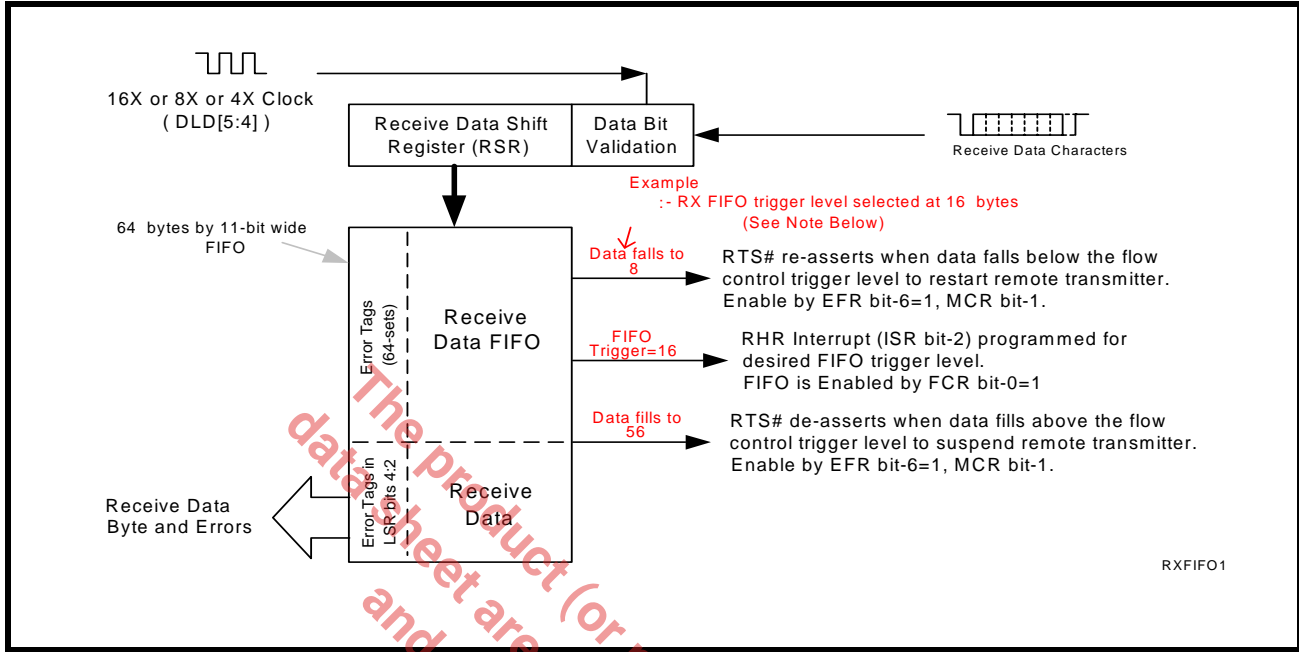 16X or 8X or 4X Clock
( DLD[5:4] )
Receive Data Shift
Register (RSR)
Data Bit
Validation
Receive Data Characters
Example
:- RX FIFO trigger level selected at 16 bytes
(See Note Below)
64 bytes by 11-bit wide
FIFO
Error Tags
(64-sets)
Receive
Data FIFO
Data falls to
8
RTS# re-asserts when data falls below the flow
control trigger level to restart remote transmitter.
Enable by EFR bit-6=1, MCR bit-1.
FIFO
Trigger=16
RHR Interrupt (ISR bit-2) programmed for
desired FIFO trigger level.
FIFO is Enabled by FCR bit-0=1
Data fills to
56
RTS# de-asserts when data fills above the flow
control trigger level to suspend remote transmitter.
Enable by EFR bit-6=1, MCR bit-1.
Error Tags in
LSR bits 4:2
Receive
Data
Receive Data
Byte and Errors
RXFIFO1
The product (or
data sheet are
and